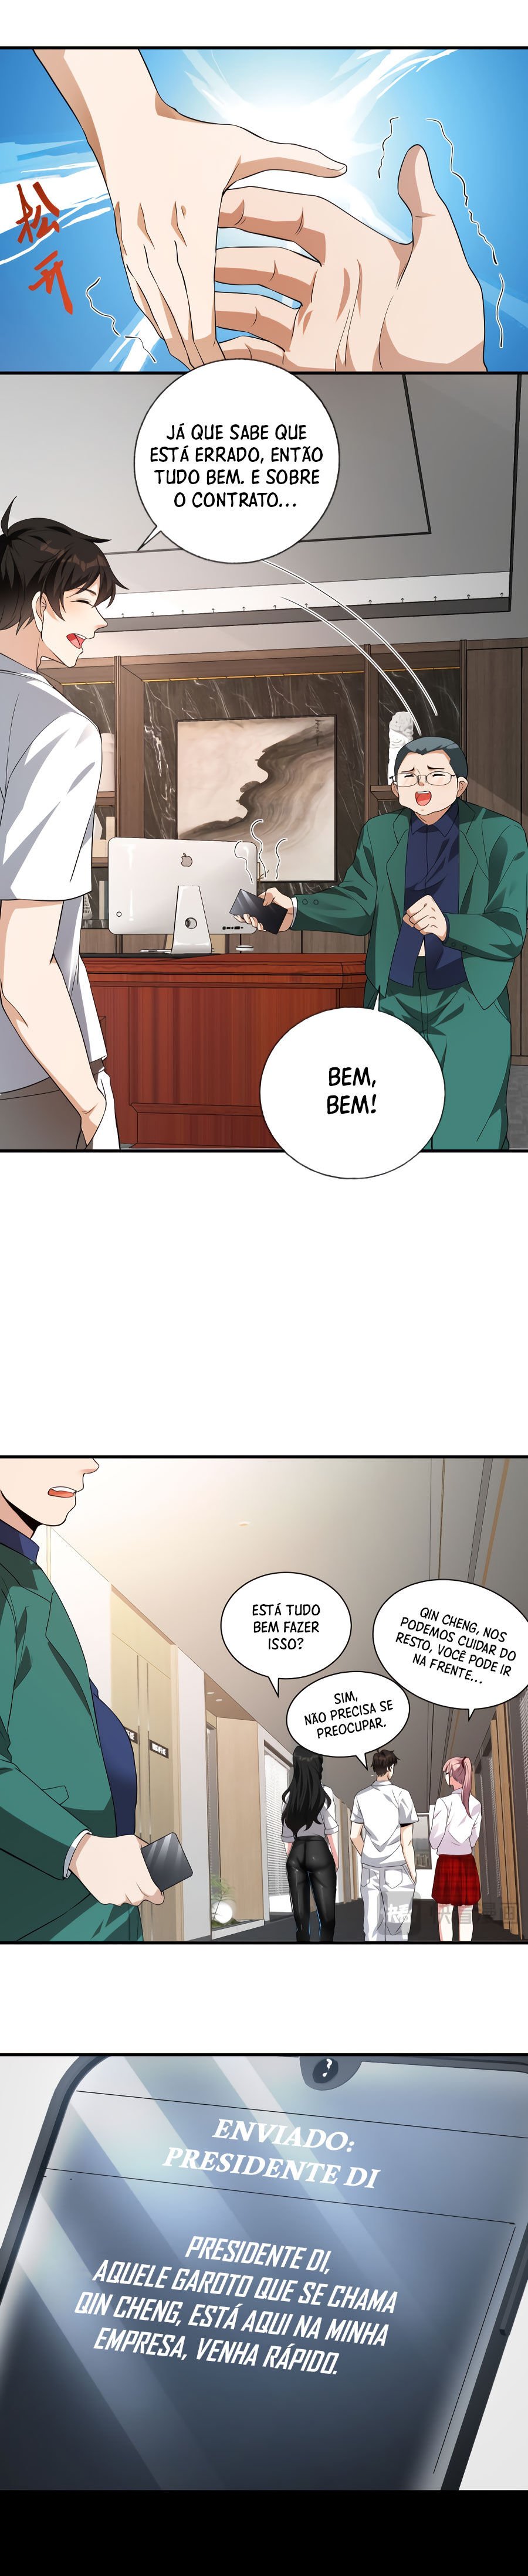 松
开
JÁ QUE SABE QUE
ESTÁ ERRADO, ENTÃO
TUDO BEM. E SOBRE
O CONTRATO...
BEM,
BEM!
ESTÁ TUDO
BEM FAZER
ISSO?
QIN CHENG, NOS
PODEMOS CUIDAR DO
RESTO, VOCÊ PODE IR
NA FRENTE...
SIM,
NÃO PRECISA SE
PREOCUPAR.
ENVIADO:
PRESIDENTE DI
PRESIDENTE DI,
AQUELE GAROTO QUE SE CHAMA
QIN CHENG, ESTÁ AQUI NA MINHA
EMPRESA, VENHA RÁPIDO.